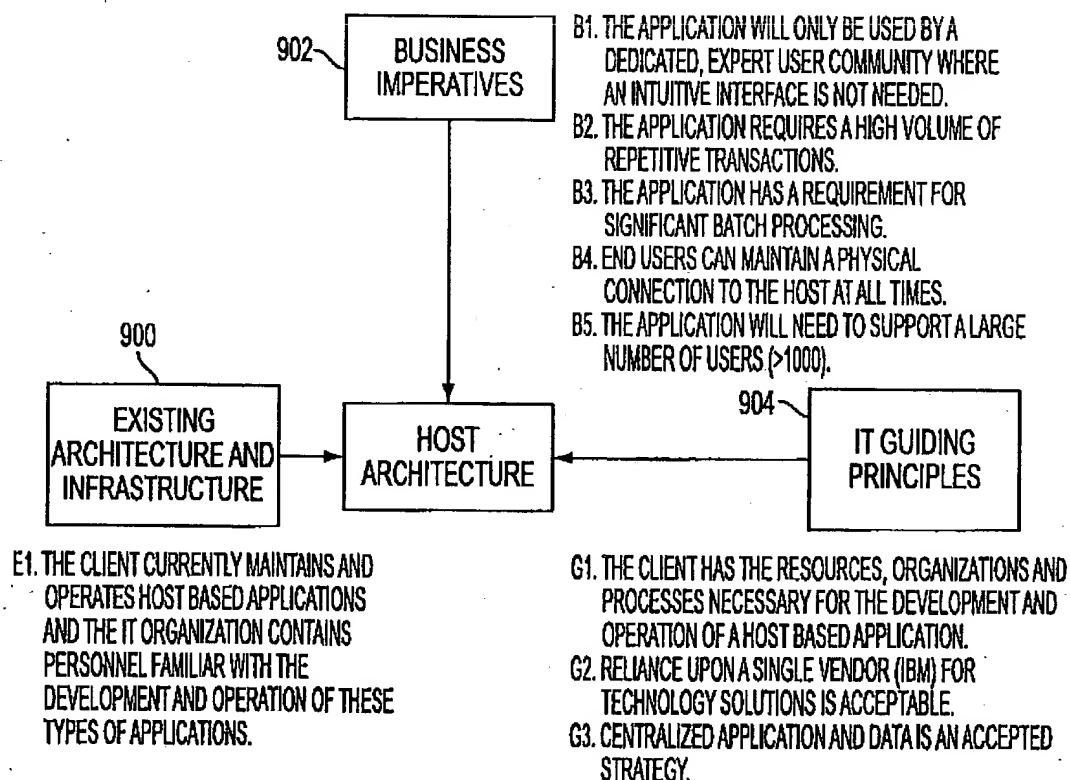 902
BUSINESS
IMPERATIVES
B1. THE APPLICATION WILL ONLY BE USED BY A
DEDICATED, EXPERT USER COMMUNITY WHERE
AN INTUITIVE INTERFACE IS NOT NEEDED.
B2. THE APPLICATION REQUIRES A HIGH VOLUME OF
REPETITIVE TRANSACTIONS.
B3. THE APPLICATION HAS A REQUIREMENT FOR
SIGNIFICANT BATCH PROCESSING.
B4. END USERS CAN MAINTAIN A PHYSICAL
CONNECTION TO THE HOST AT ALL TIMES.
B5. THE APPLICATION WILL NEED TO SUPPORT A LARGE
NUMBER OF USERS (>1000).
900
EXISTING
ARCHITECTURE AND
INFRASTRUCTURE
HOST
ARCHITECTURE
904
IT GUIDING
PRINCIPLES
E1. THE CLIENT CURRENTLY MAINTAINS AND
OPERATES HOST BASED APPLICATIONS
AND THE IT ORGANIZATION CONTAINS
PERSONNEL FAMILIAR WITH THE
DEVELOPMENT AND OPERATION OF THESE
TYPES OF APPLICATIONS.
G1. THE CLIENT HAS THE RESOURCES, ORGANIZATIONS AND
PROCESSES NECESSARY FOR THE DEVELOPMENT AND
OPERATION OF A HOST BASED APPLICATION.
G2. RELIANCE UPON A SINGLE VENDOR (IBM) FOR
TECHNOLOGY SOLUTIONS IS ACCEPTABLE.
G3. CENTRALIZED APPLICATION AND DATA IS AN ACCEPTED
STRATEGY.